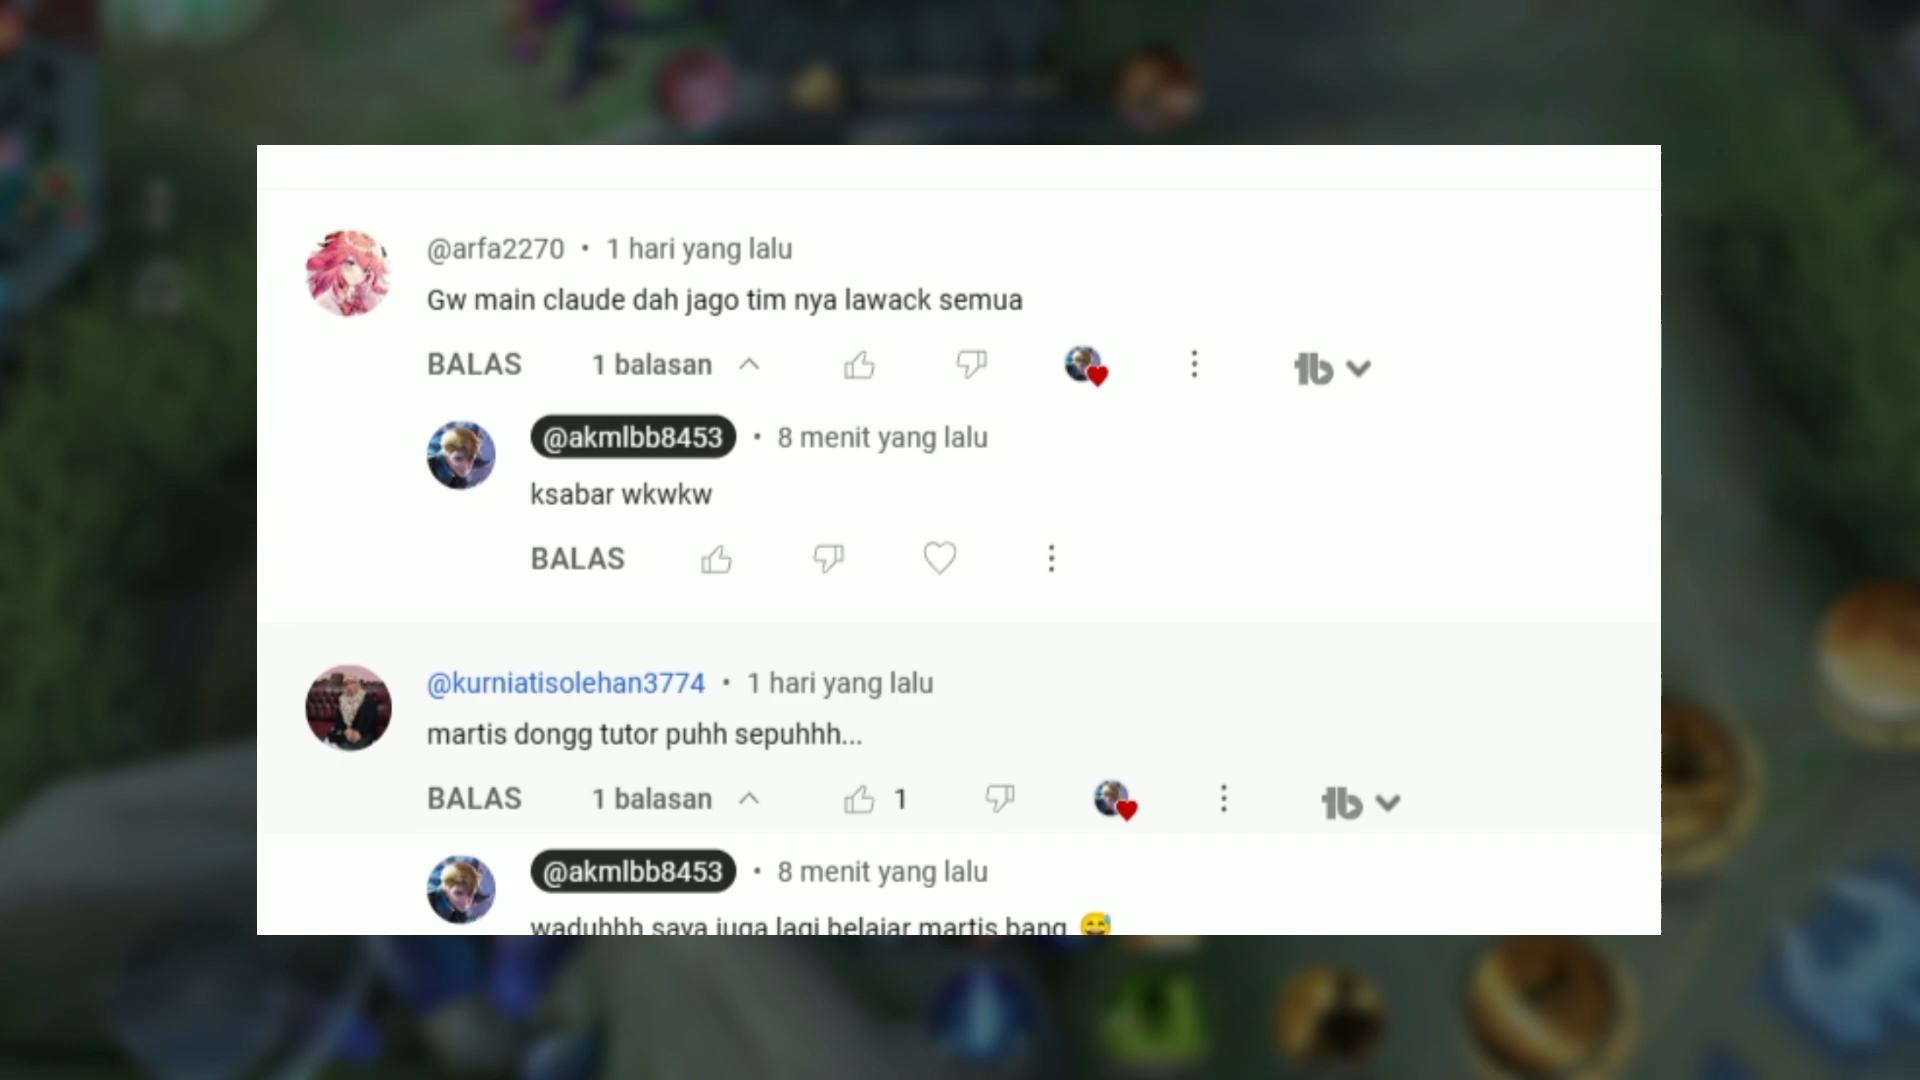 @arfa2270 • 1 hari yang lalu
Gw main claude dah jago tim nya lawack semua
BALAS 1 balasan
@akmlbb8453 • 8 menit yang lalu
ksabar wkwkw
BALAS
@kurniatisolehan3774 • 1 hari yang lalu
martis dongg tutor puhh sepuhhh...
BALAS 1 balasan 1
@akmlbb8453 • 8 menit yang lalu
waduhhh saya juga lagi belajar martis bang 😅